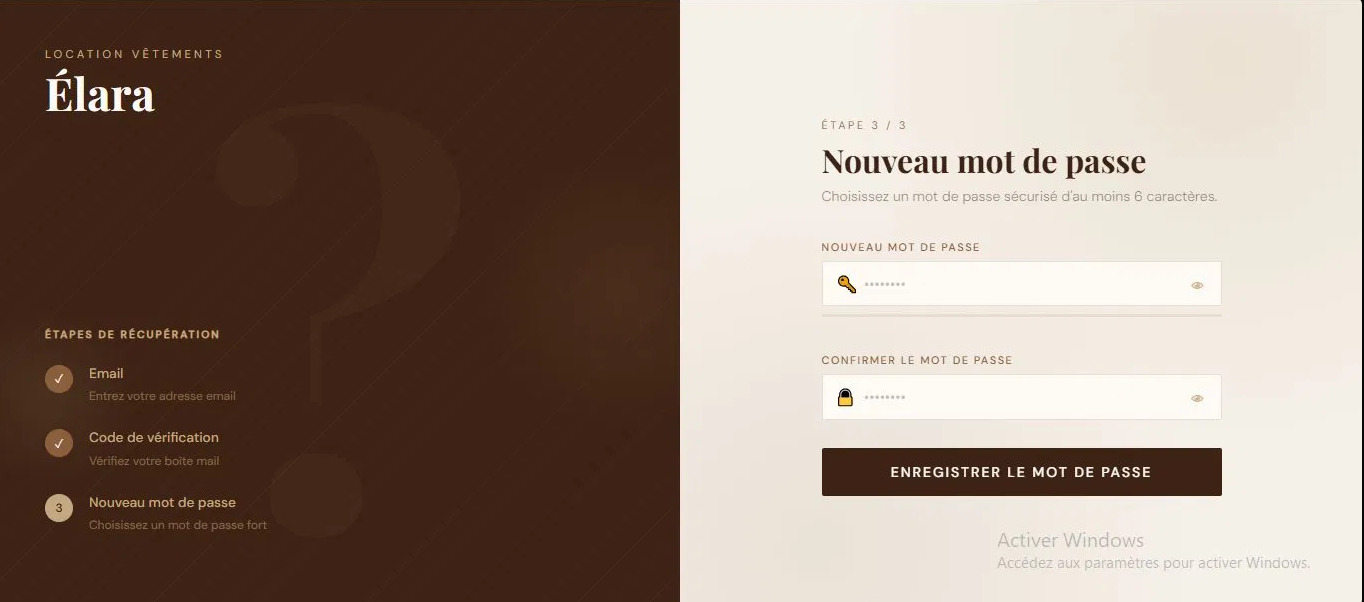 LOCATION VÊTEMENTS
Élara
?
ÉTAPES DE RÉCUPÉRATION
✓ Email
Entrez votre adresse email
✓ Code de vérification
Vérifiez votre boîte mail
3 Nouveau mot de passe
Choisissez un mot de passe fort
ÉTAPE 3 / 3
Nouveau mot de passe
Choisissez un mot de passe sécurisé d'au moins 6 caractères.
NOUVEAU MOT DE PASSE
••••••••
CONFIRMER LE MOT DE PASSE
••••••••
ENREGISTRER LE MOT DE PASSE
Activer Windows
Accédez aux paramètres pour activer Windows.